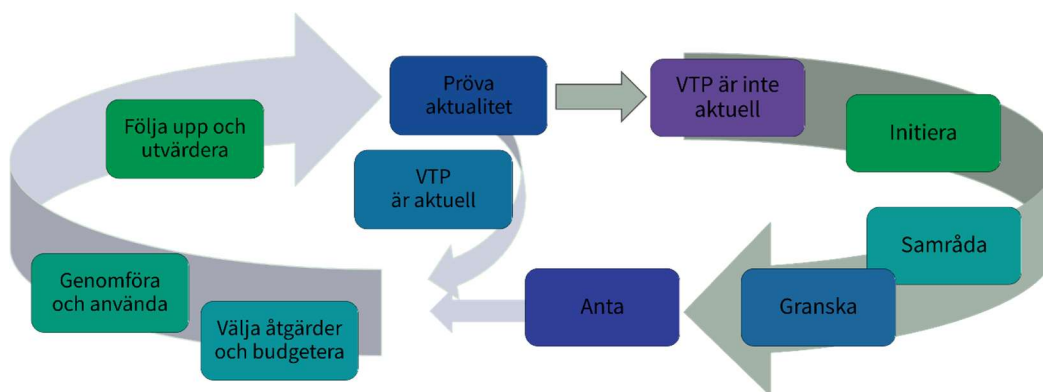 Pröva
aktualitet
VTP är inte
aktuell
Initiera
Följa upp och
utvärdera
VTP
är aktuell
Samråda
Granska
Anta
Genomföra
och använda
Välja åtgärder
och budgetera